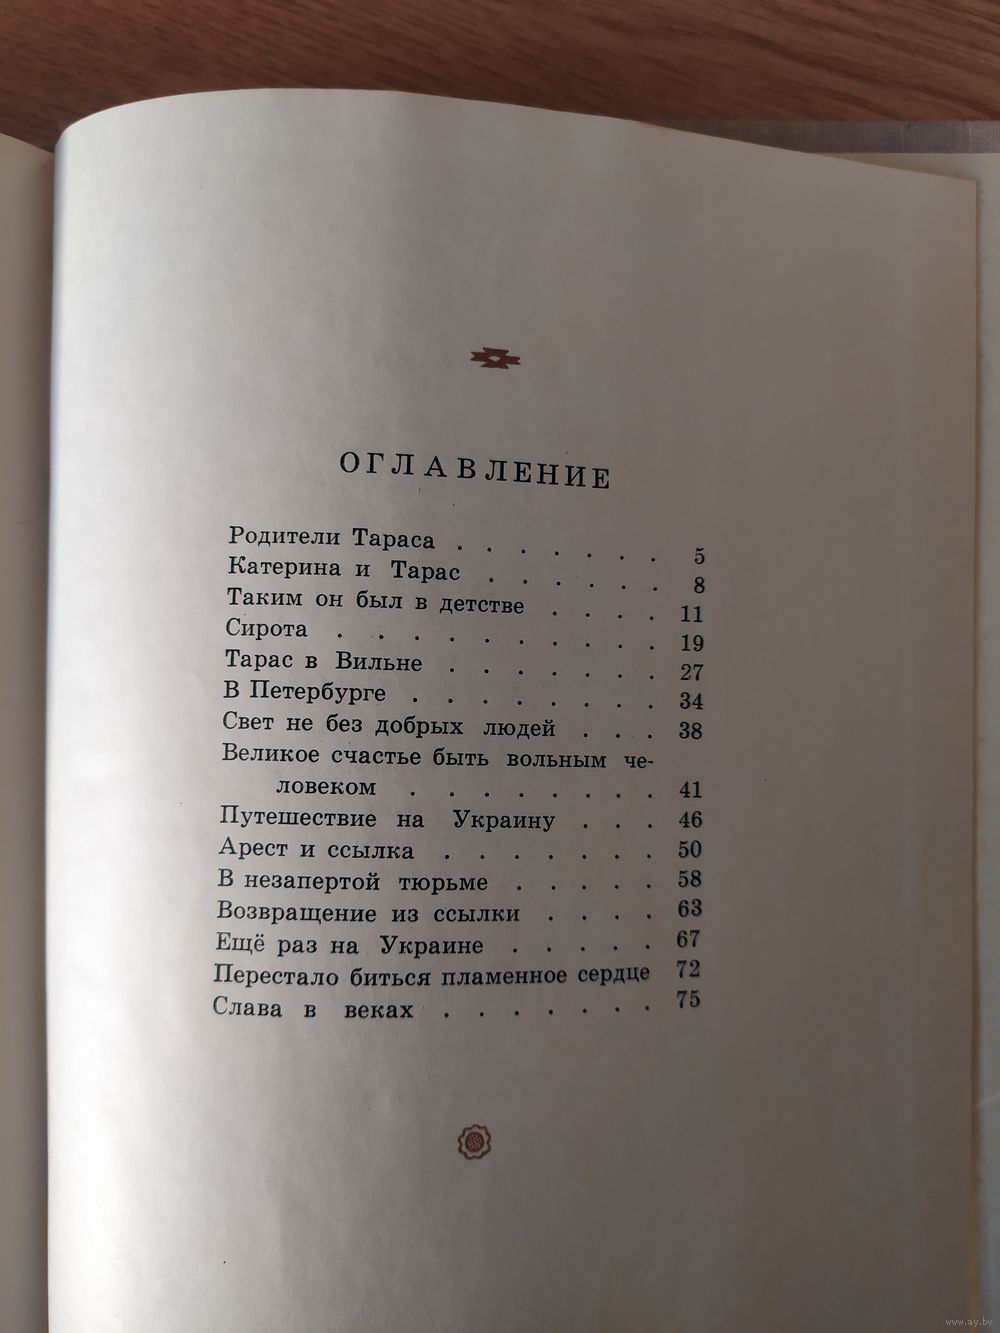 ОГЛАВЛЕНИЕ
Родители Тараса . . . . . . . 5
Катерина и Тарас . . . . . . 8
Таким он был в детстве . . . . 11
Сирота . . . . . . . . . 19
Тарас в Вильне . . . . . . . 27
В Петербурге . . . . . . . . 34
Свет не без добрых людей . . . 38
Великое счастье быть вольным че-
ловеком . . . . . . . . 41
Путешествие на Украину . . . 46
Арест и ссылка . . . . . . . 50
В незапертой тюрьме . . . . . 58
Возвращение из ссылки . . . . 63
Ещё раз на Украине . . . . . 67
Перестало биться пламенное сердце 72
Слава в веках . . . . . . . 75
www.ay.by